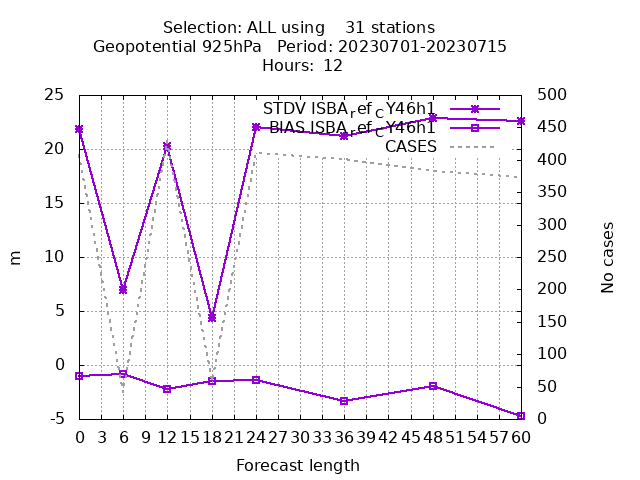 Selection: ALL using 31 stations
Geopotential 925hPa Period: 20230701-20230715
Hours: 12
STDV ISBA_ref_CY46h1
BIAS ISBA_ref_CY46h1
CASES
25
20
15
10
5
0
-5
m
500
450
400
350
300
250
200
150
100
50
0
No cases
0 3 6 9 12 15 18 21 24 27 30 33 36 39 42 45 48 51 54 57 60
Forecast length